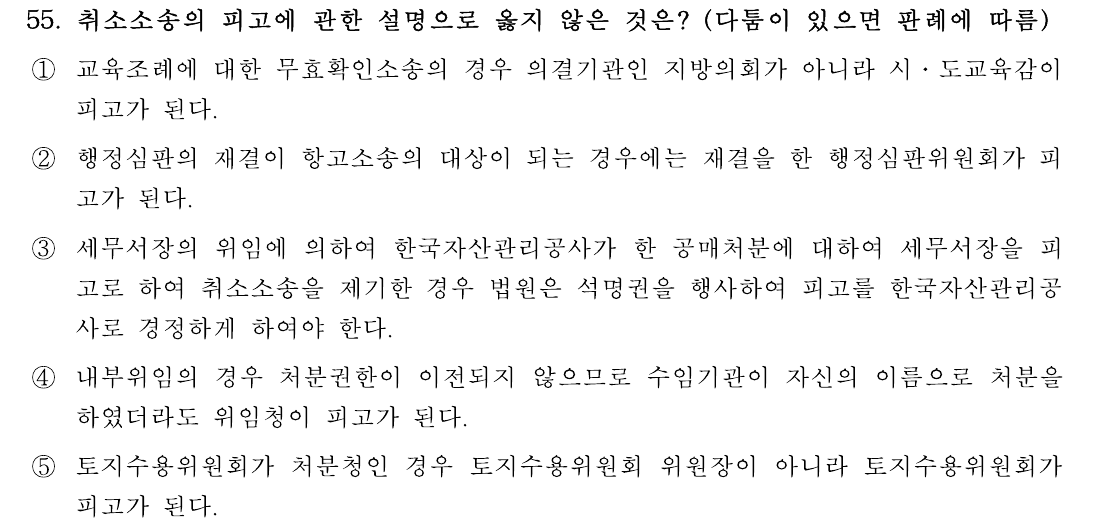 55. 취소소송의 피고에 관한 설명으로 옳지 않은 것은? (다툼이 있으면 판례에 따름)
① 교육조례에 대한 무효확인소송의 경우 의결기관인 지방의회가 아니라 시·도교육감이
피고가 된다.
② 행정심판의 재결이 항고소송의 대상이 되는 경우에는 재결을 한 행정심판위원회가 피
고가 된다.
③ 세무서장의 위임에 의하여 한국자산관리공사가 한 공매처분에 대하여 세무서장을 피
고로 하여 취소소송을 제기한 경우 법원은 석명권을 행사하여 피고를 한국자산관리공
사로 경정하게 하여야 한다.
④ 내부위임의 경우 처분권한이 이전되지 않으므로 수임기관이 자신의 이름으로 처분을
하였더라도 위임청이 피고가 된다.
⑤ 토지수용위원회가 처분청인 경우 토지수용위원회 위원장이 아니라 토지수용위원회가
피고가 된다.